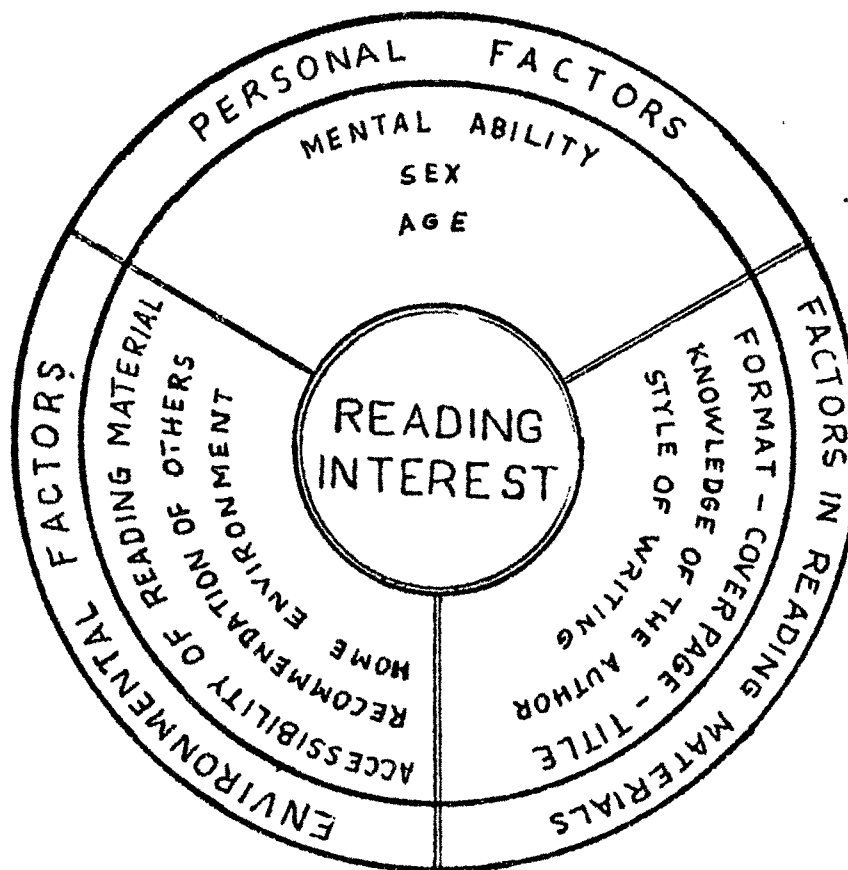 PERSONAL FACTORS
MENTAL ABILITY
SEX
AGE
FACTORS IN READING MATERIALS
FORMAT - COVER PAGE - TITLE
KNOWLEDGE OF THE AUTHOR
STYLE OF WRITING
ENVIRONMENTAL FACTORS
ACCESSIBILITY OF READING MATERIAL
RECOMMENDATION OF OTHERS
HOME ENVIRONMENT
READING
INTEREST